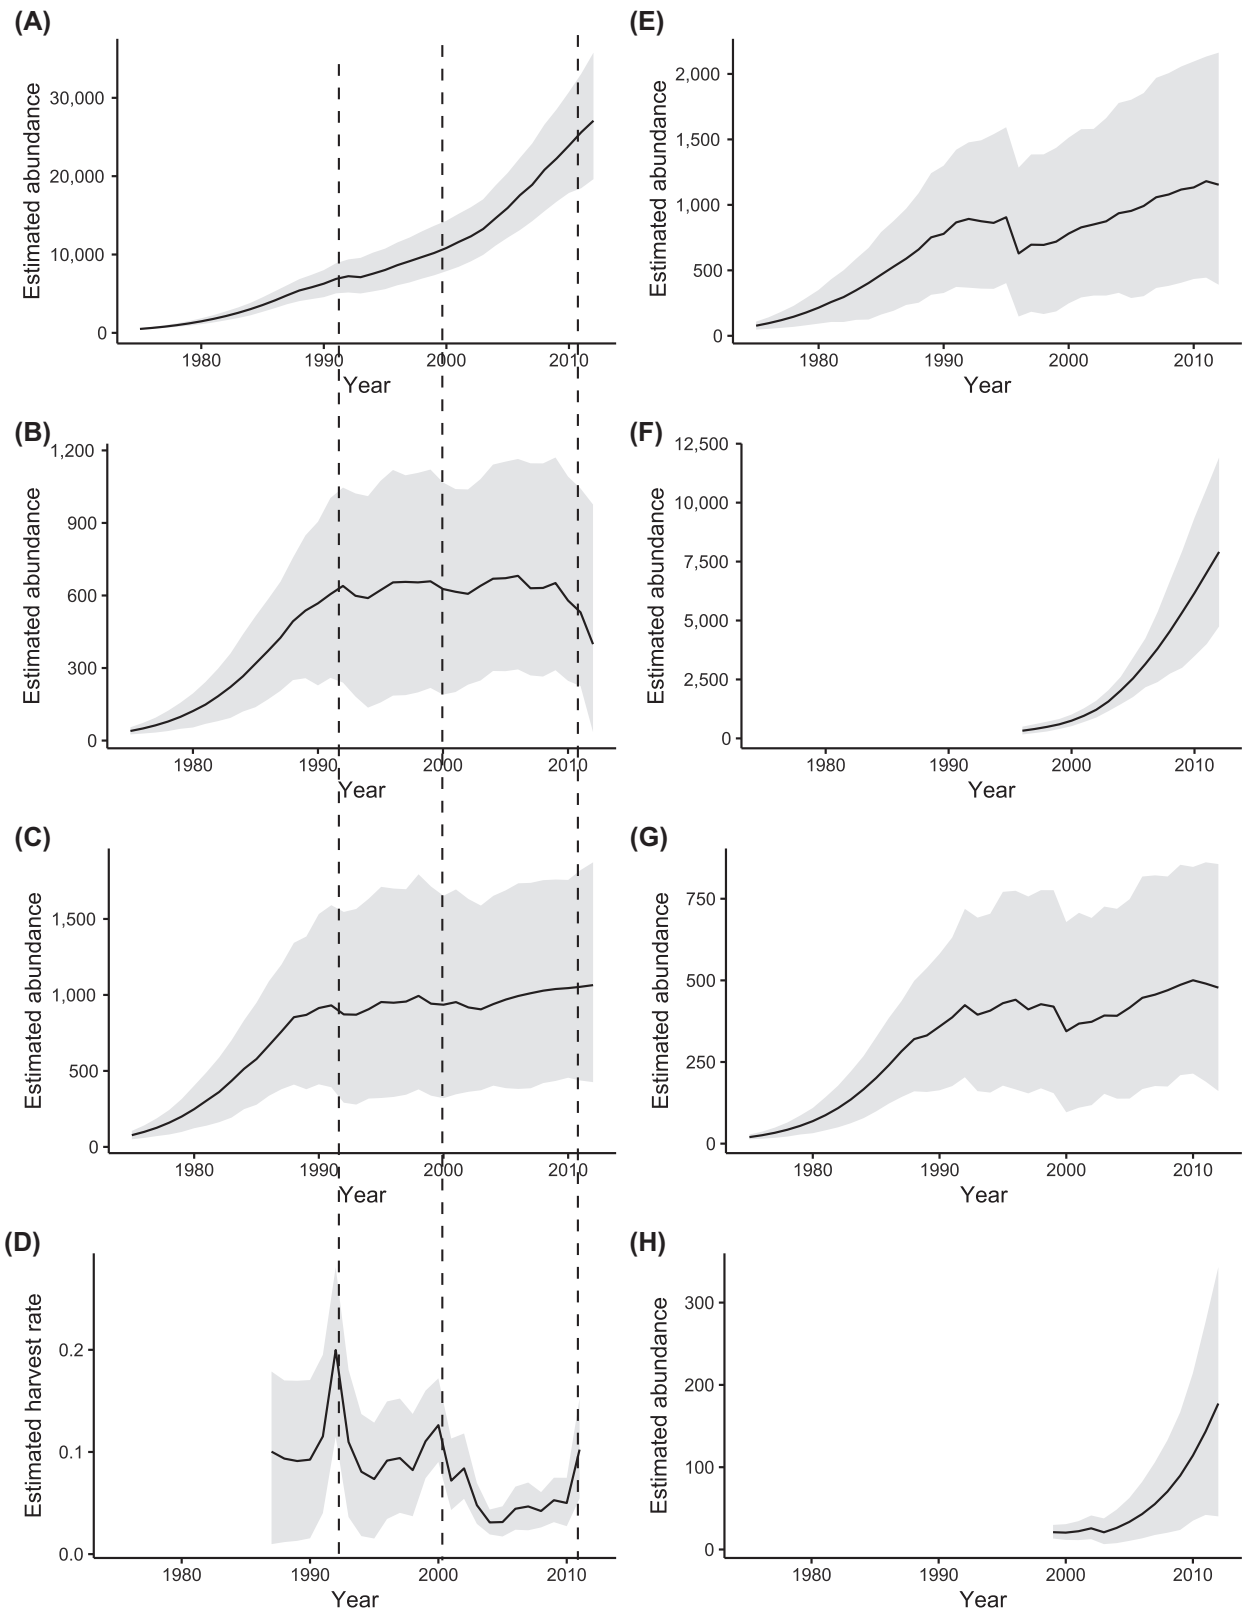 (A)
Estimated abundance
30,000
20,000
10,000
0
1980 1990 2000 2010
Year
(B)
Estimated abundance
1,200
900
600
300
0
1980 1990 2000 2010
Year
(C)
Estimated abundance
1,500
1,000
500
0
1980 1990 2000 2010
Year
(D)
Estimated harvest rate
0.2
0.1
0.0
1980 1990 2000 2010
Year
(E)
Estimated abundance
2,000
1,500
1,000
500
0
1980 1990 2000 2010
Year
(F)
Estimated abundance
12,500
10,000
7,500
5,000
2,500
0
1980 1990 2000 2010
Year
(G)
Estimated abundance
750
500
250
0
1980 1990 2000 2010
Year
(H)
Estimated abundance
300
200
100
0
1980 1990 2000 2010
Year